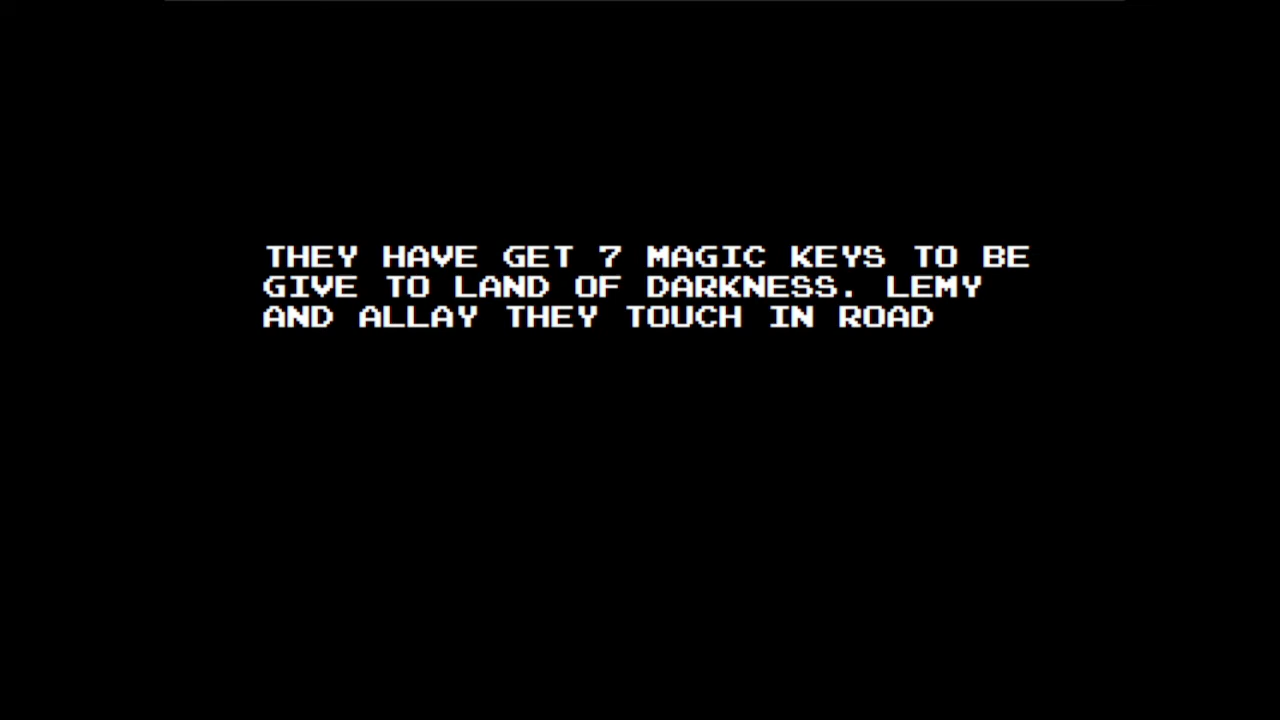 THEY HAVE GET 7 MAGIC KEYS TO BE
GIVE TO LAND OF DARKNESS. LEMY
AND ALLAY THEY TOUCH IN ROAD